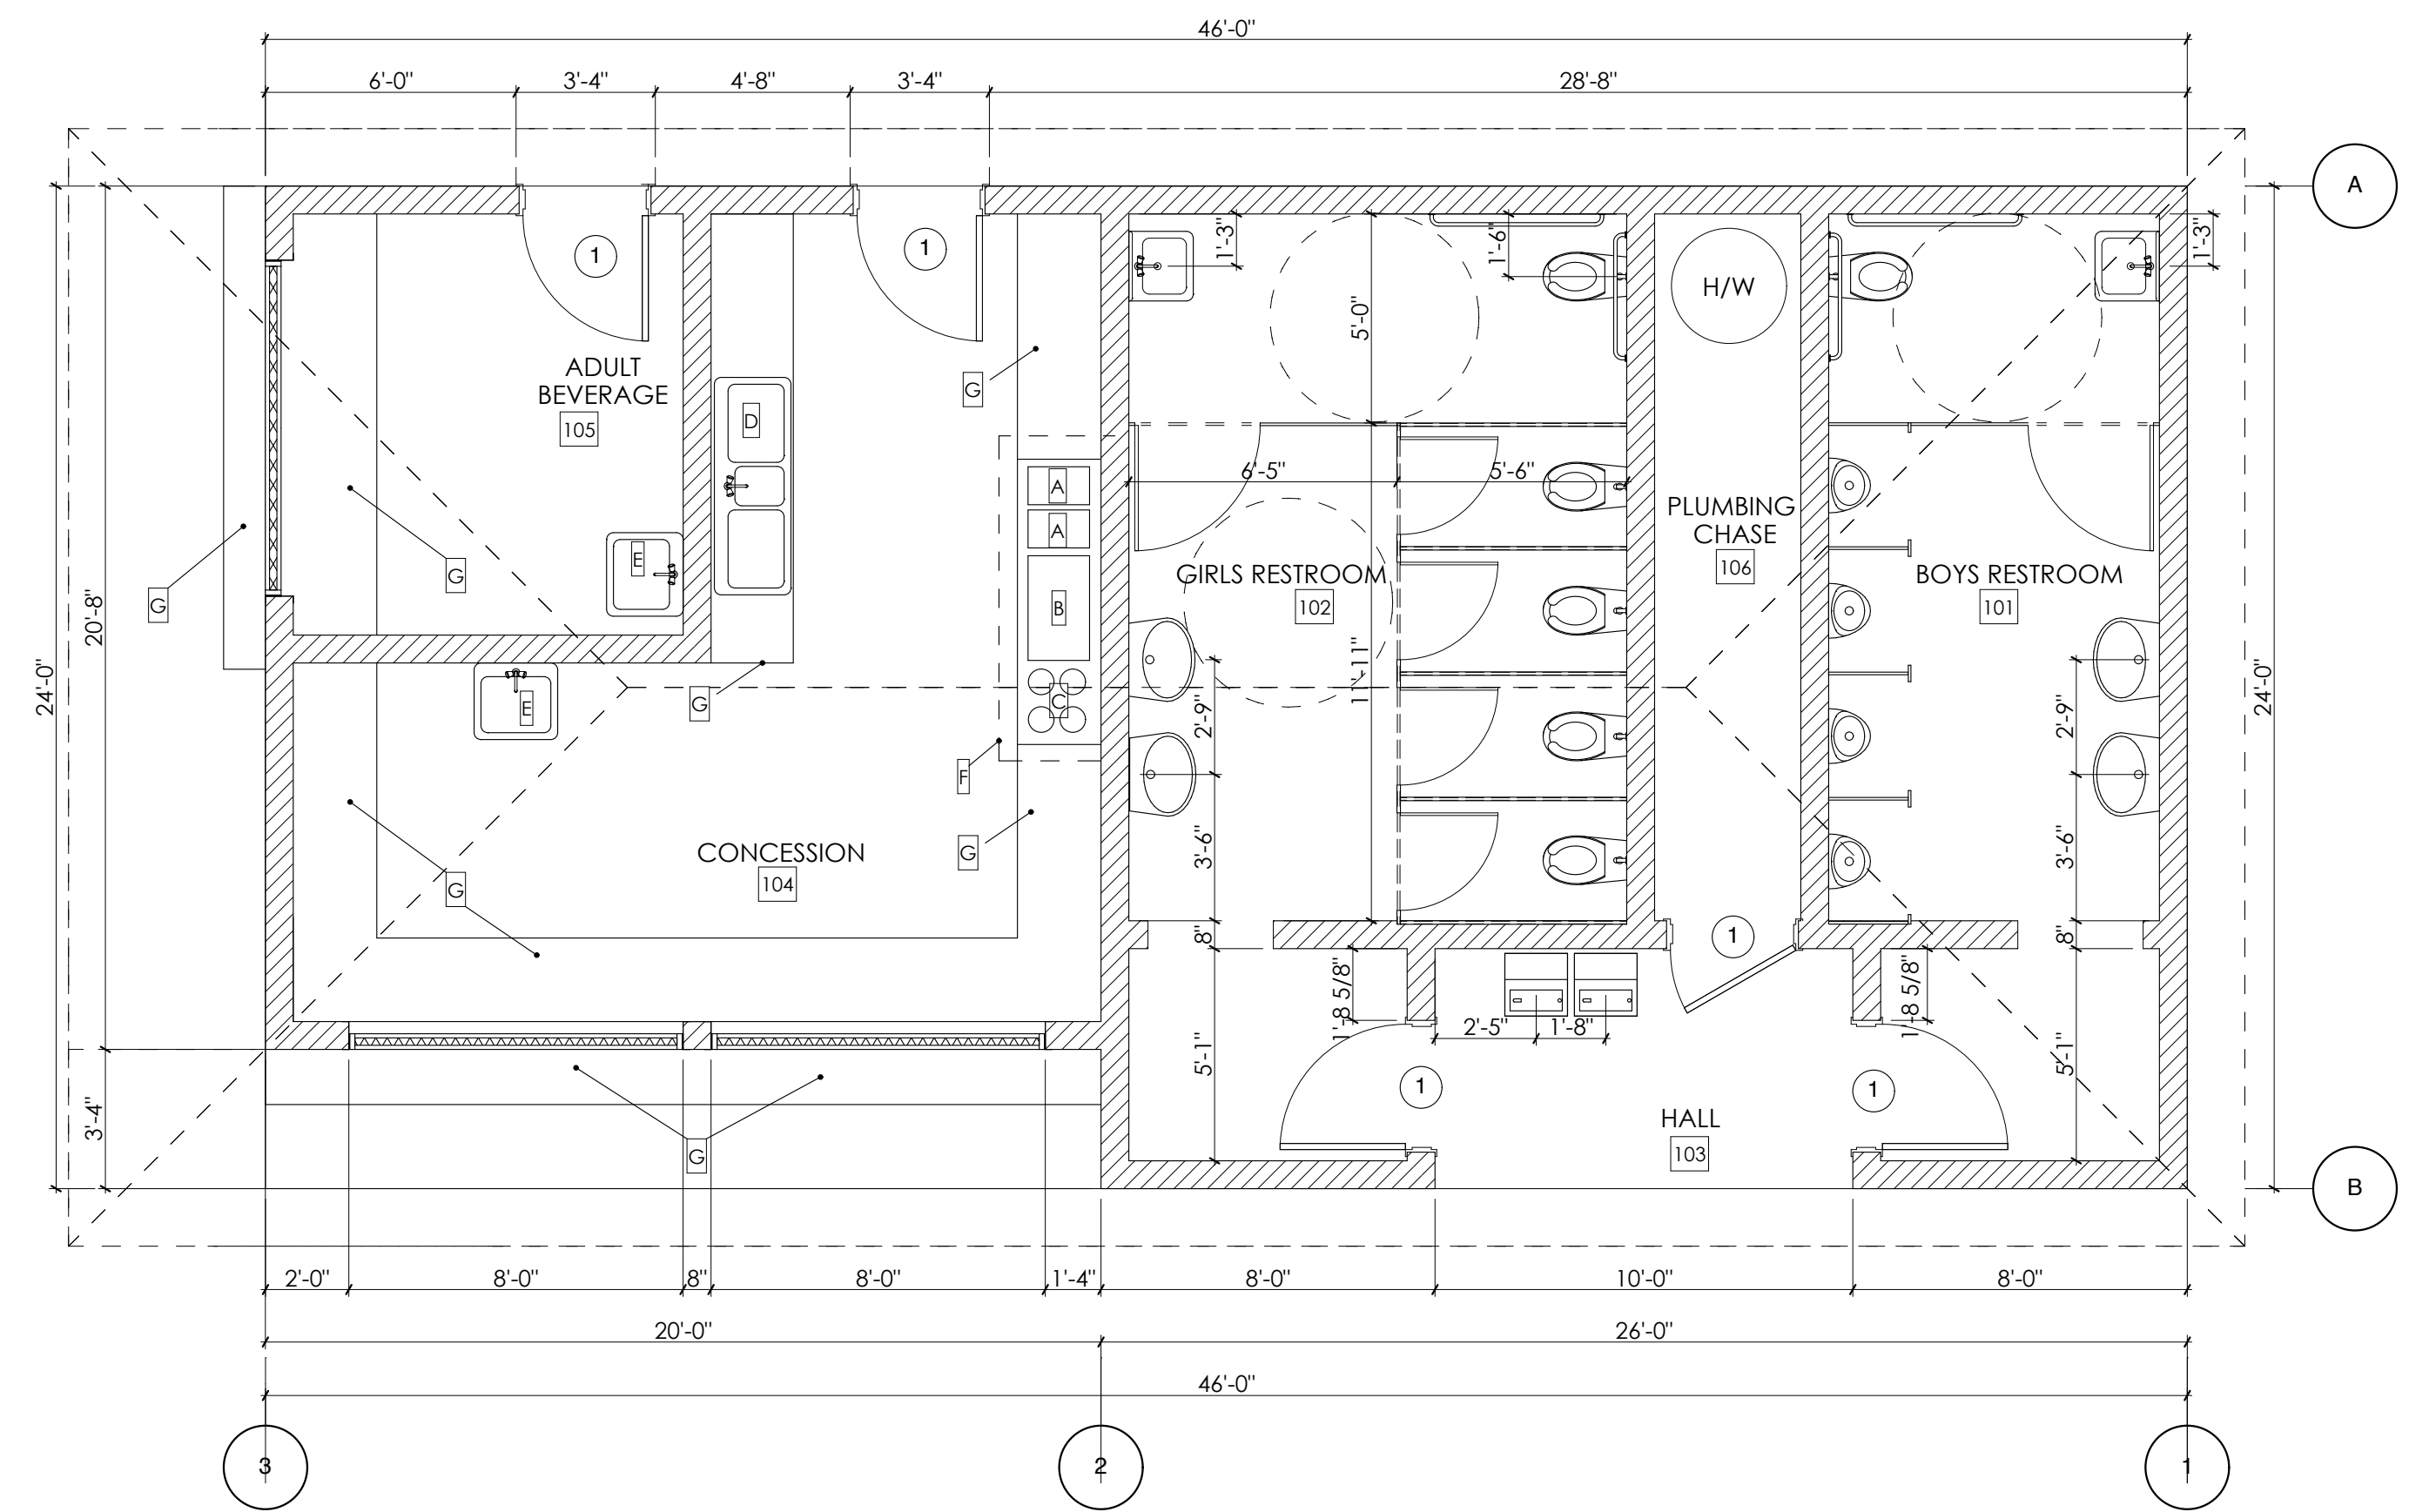 46'-0"
6'-0" 3'-4" 4'-8" 3'-4" 28'-8"
A
1'-3" 1'-6" 1'-3"
1 1
H/W
5'-0"
ADULT
BEVERAGE
105
G
D
6'-5" 5'-6"
A
A
PLUMBING
CHASE
106
E
G
G
B
GIRLS RESTROOM
102
BOYS RESTROOM
101
20'-8"
24'-0"
24'-0"
11'-11"
G
E
C
2'-9"
2'-9"
F
3'-6"
3'-6"
CONCESSION
104
G
G
8"
1
8"
1'-8 5/8"
1'-8 5/8"
2'-5" 1'-8"
5'-1"
5'-1"
1
1
3'-4"
HALL
103
G
B
2'-0" 8'-0" 8" 8'-0" 1'-4" 8'-0" 10'-0" 8'-0"
20'-0" 26'-0"
46'-0"
3 2 1